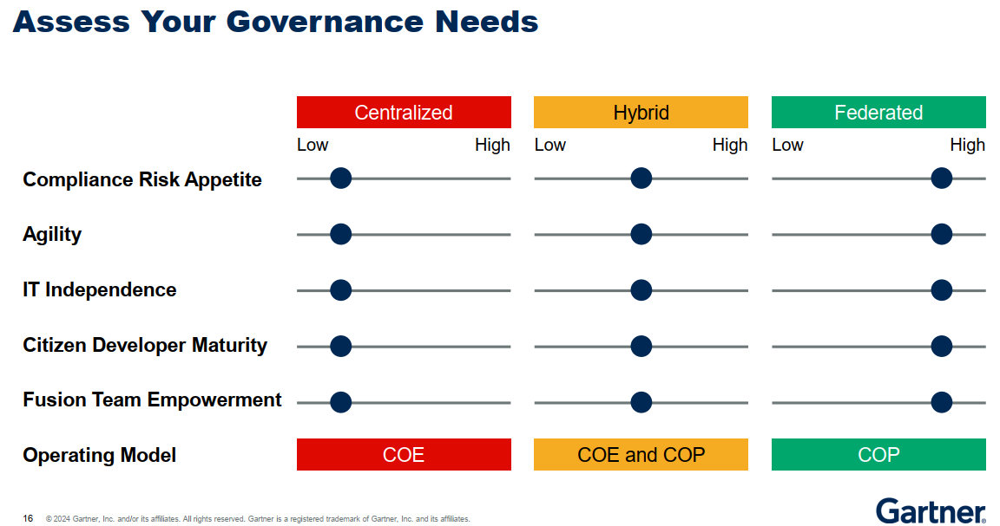 Assess Your Governance Needs
Centralized Hybrid Federated
Low High Low High Low High
Compliance Risk Appetite
Agility
IT Independence
Citizen Developer Maturity
Fusion Team Empowerment
Operating Model COE COE and COP COP
16 © 2024 Gartner, Inc. and/or its affiliates. All rights reserved. Gartner is a registered trademark of Gartner, Inc. and its affiliates.
Gartner®